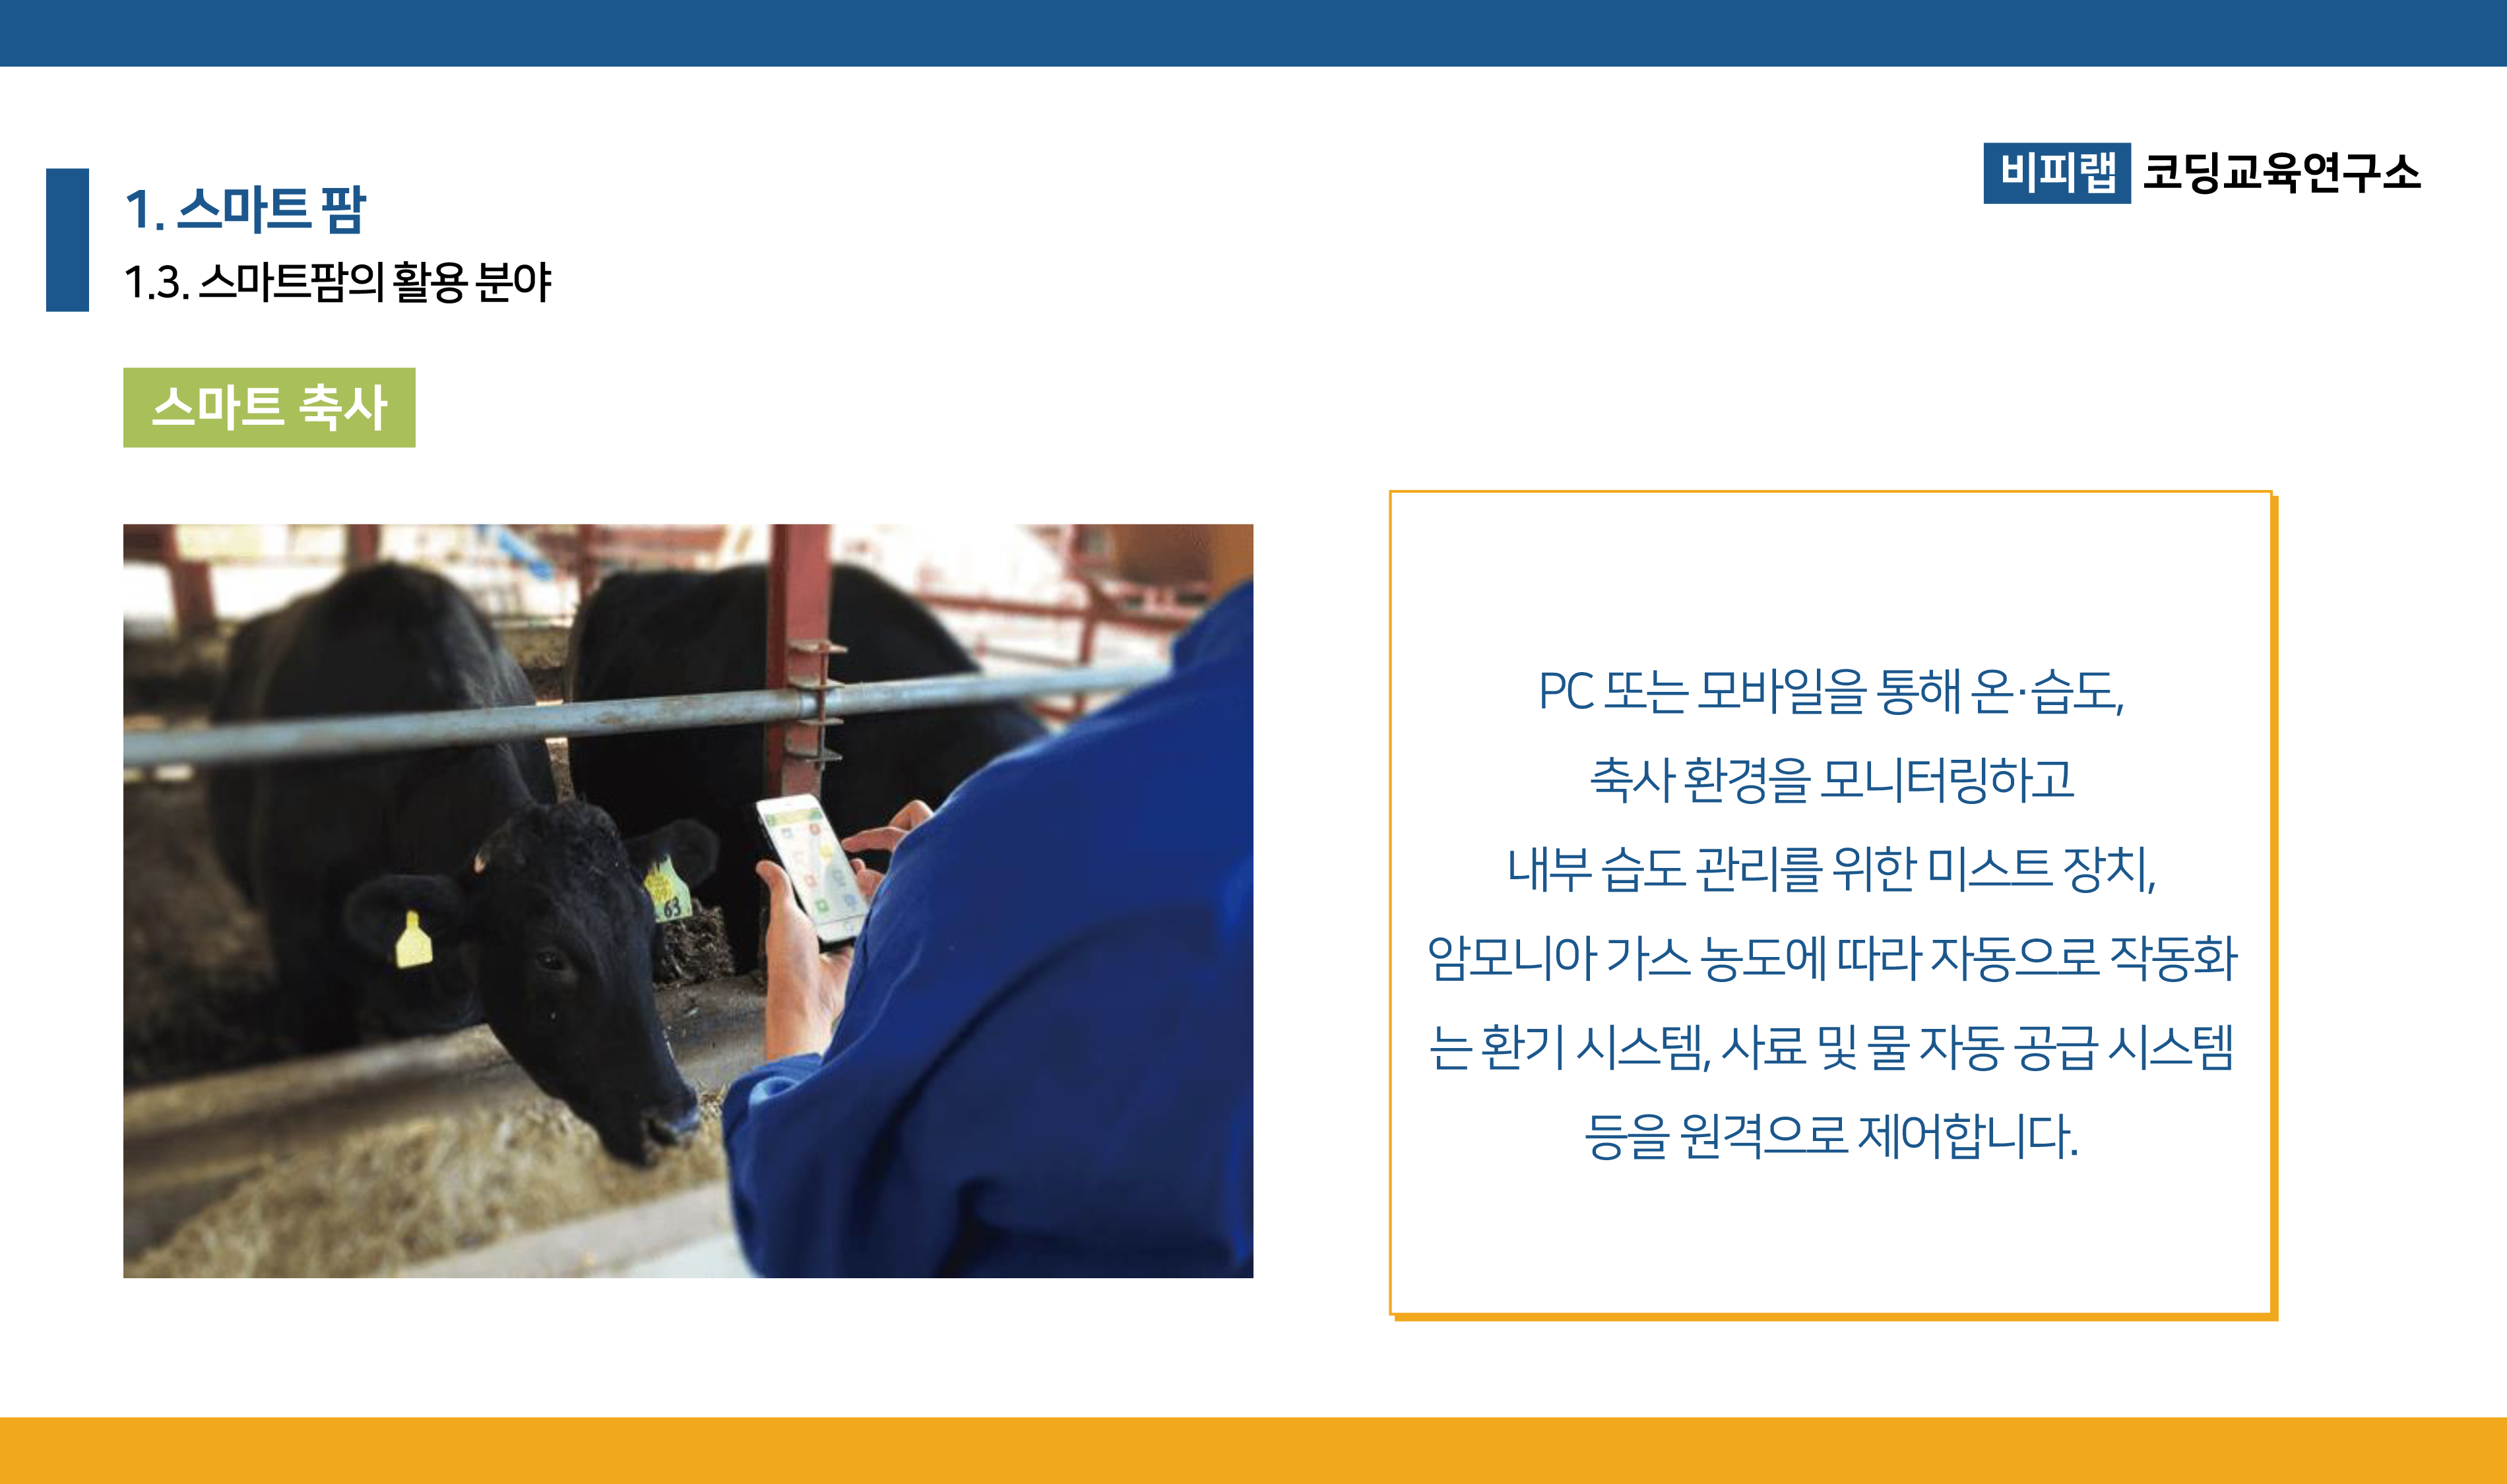 비피랩 코딩교육연구소
1. 스마트 팜
1.3. 스마트팜의 활용 분야
스마트 축사
63
PC 또는 모바일을 통해 온·습도,
축사 환경을 모니터링하고
내부 습도 관리를 위한 미스트 장치,
암모니아 가스 농도에 따라 자동으로 작동화
는 환기 시스템, 사료 및 물 자동 공급 시스템
등을 원격으로 제어합니다.